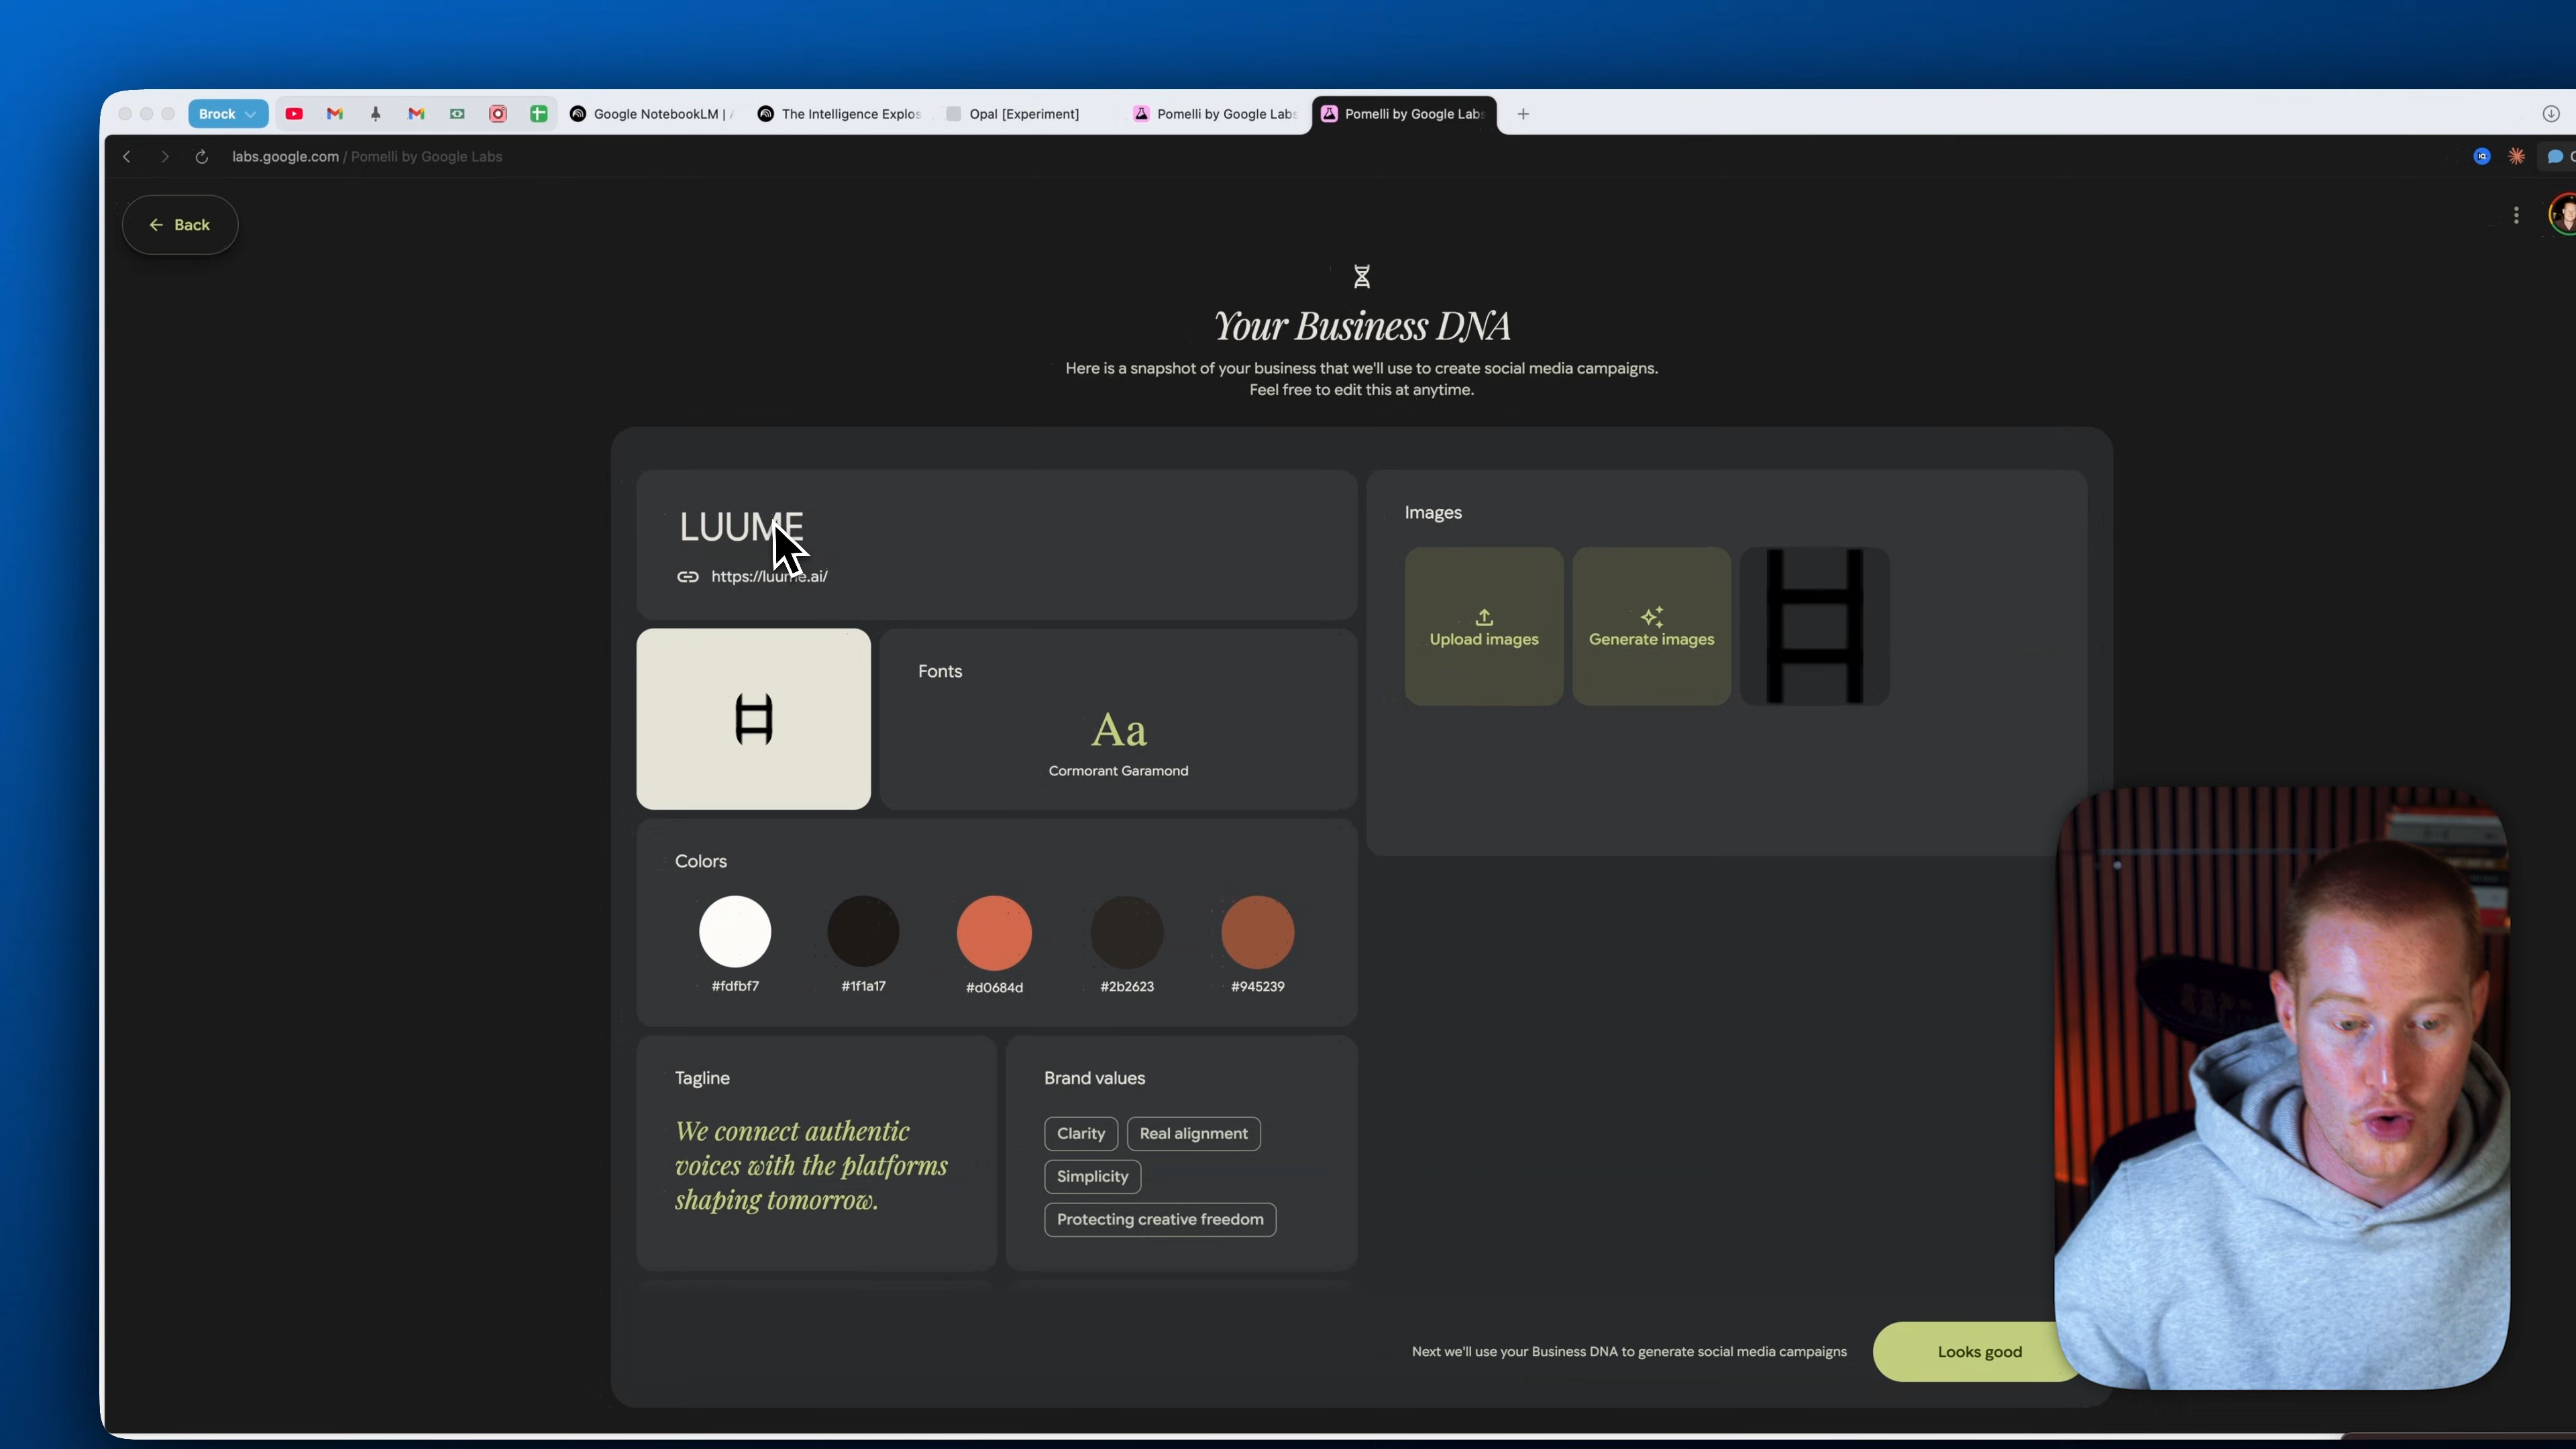 Brock
Google NotebookLM | /
The Intelligence Explos
Opal [Experiment]
Pomelli by Google Labs
Pomelli by Google Labs
labs.google.com / Pomelli by Google Labs
Back
Your Business DNA
Here is a snapshot of your business that we'll use to create social media campaigns.
Feel free to edit this at anytime.
LUUME
https://luume.ai/
Images
Upload images
Generate images
Fonts
Aa
Cormorant Garamond
Colors
#fdfbf7
#1f1a17
#d0684d
#2b2623
#945239
Tagline
We connect authentic
voices with the platforms
shaping tomorrow.
Brand values
Clarity
Real alignment
Simplicity
Protecting creative freedom
Next we'll use your Business DNA to generate social media campaigns
Looks good